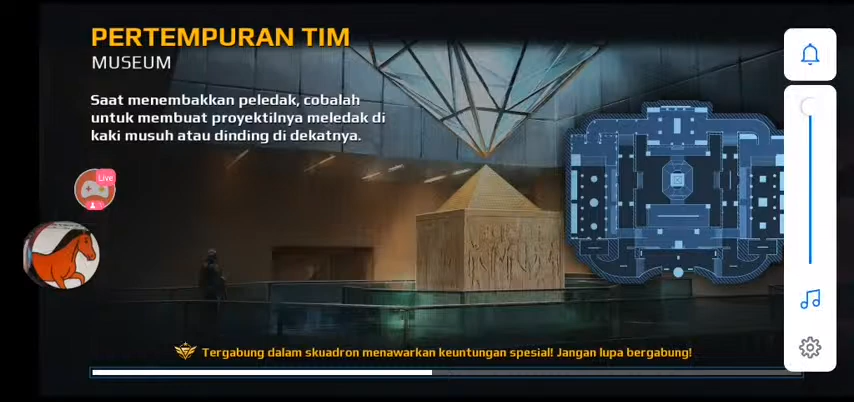 PERTEMPURAN TIM
MUSEUM
Saat menembakkan peledak, cobalah
untuk membuat proyektilnya meledak di
kaki musuh atau dinding di dekatnya.
Live
Tergabung dalam skuadron menawarkan keuntungan spesial! Jangan lupa bergabung!